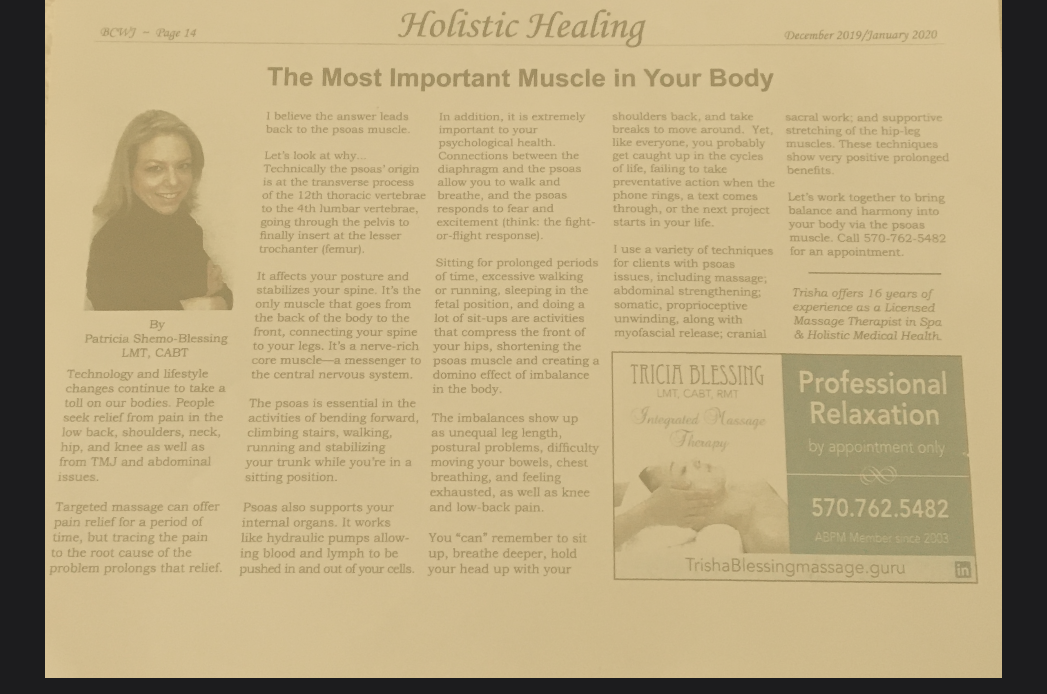 BCWJ ~ Page 14
Holistic Healing
December 2019/January 2020
The Most Important Muscle in Your Body
By
Patricia Shemo-Blessing
LMT, CABT
Technology and lifestyle
changes continue to take a
toll on our bodies. People
seek relief from pain in the
low back, shoulders, neck,
hip, and knee as well as
from TMJ and abdominal
issues.
Targeted massage can offer
pain relief for a period of
time, but tracing the pain
to the root cause of the
problem prolongs that relief.
I believe the answer leads
back to the psoas muscle.
Let's look at why...
Technically the psoas' origin
is at the transverse process
of the 12th thoracic vertebrae
to the 4th lumbar vertebrae,
going through the pelvis to
finally insert at the lesser
trochanter (femur).
It affects your posture and
stabilizes your spine. It's the
only muscle that goes from
the back of the body to the
front, connecting your spine
to your legs. It's a nerve-rich
core muscle—a messenger to
the central nervous system.
The psoas is essential in the
activities of bending forward,
climbing stairs, walking,
running and stabilizing
your trunk while you're in a
sitting position.
Psoas also supports your
internal organs. It works
like hydraulic pumps allow-
ing blood and lymph to be
pushed in and out of your cells.
In addition, it is extremely
important to your
psychological health.
Connections between the
diaphragm and the psoas
allow you to walk and
breathe, and the psoas
responds to fear and
excitement (think: the fight-
or-flight response).
Sitting for prolonged periods
of time, excessive walking
or running, sleeping in the
fetal position, and doing a
lot of sit-ups are activities
that compress the front of
your hips, shortening the
psoas muscle and creating a
domino effect of imbalance
in the body.
The imbalances show up
as unequal leg length,
postural problems, difficulty
moving your bowels, chest
breathing, and feeling
exhausted, as well as knee
and low-back pain.
You "can" remember to sit
up, breathe deeper, hold
your head up with your
shoulders back, and take
breaks to move around. Yet,
like everyone, you probably
get caught up in the cycles
of life, failing to take
preventative action when the
phone rings, a text comes
through, or the next project
starts in your life.
I use a variety of techniques
for clients with psoas
issues, including massage;
abdominal strengthening;
somatic, proprioceptive
unwinding, along with
myofascial release; cranial
sacral work; and supportive
stretching of the hip-leg
muscles. These techniques
show very positive prolonged
benefits.
Let's work together to bring
balance and harmony into
your body via the psoas
muscle. Call 570-762-5482
for an appointment.
Trisha offers 16 years of
experience as a Licensed
Massage Therapist in Spa
& Holistic Medical Health.
TRICIA BLESSING
LMT, CABT, RMT
Integrated Massage
Therapy
Professional
Relaxation
by appointment only
570.762.5482
ABMP Member since 2003
TrishaBlessingmassage.guru
in